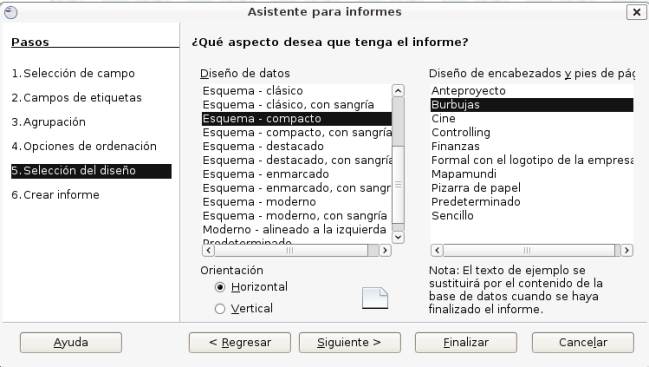 Asistente para informes
Pasos
1. Selección de campo
2. Campos de etiquetas
3. Agrupación
4. Opciones de ordenación
5. Selección del diseño
6. Crear informe
¿Qué aspecto desea que tenga el informe?
Diseño de datos
Esquema - clásico
Esquema - clásico, con sangría
Esquema - compacto
Esquema - compacto, con sangría
Esquema - destacado
Esquema - destacado, con sangría
Esquema - enmarcado
Esquema - enmarcado, con sangr
Esquema - moderno
Esquema - moderno, con sangría
Moderno - alineado a la izquierda
Predeterminado
Diseño de encabezados y pies de pág
Anteproyecto
Burbujas
Cine
Controlling
Finanzas
Formal con el logotipo de la empresa
Mapamundi
Pizarra de papel
Predeterminado
Sencillo
Orientación
Horizontal
Vertical
Nota: El texto de ejemplo se
sustituirá por el contenido de la
base de datos cuando se haya
finalizado el informe.
Ayuda
< Regresar
Siguiente >
Finalizar
Cancelar